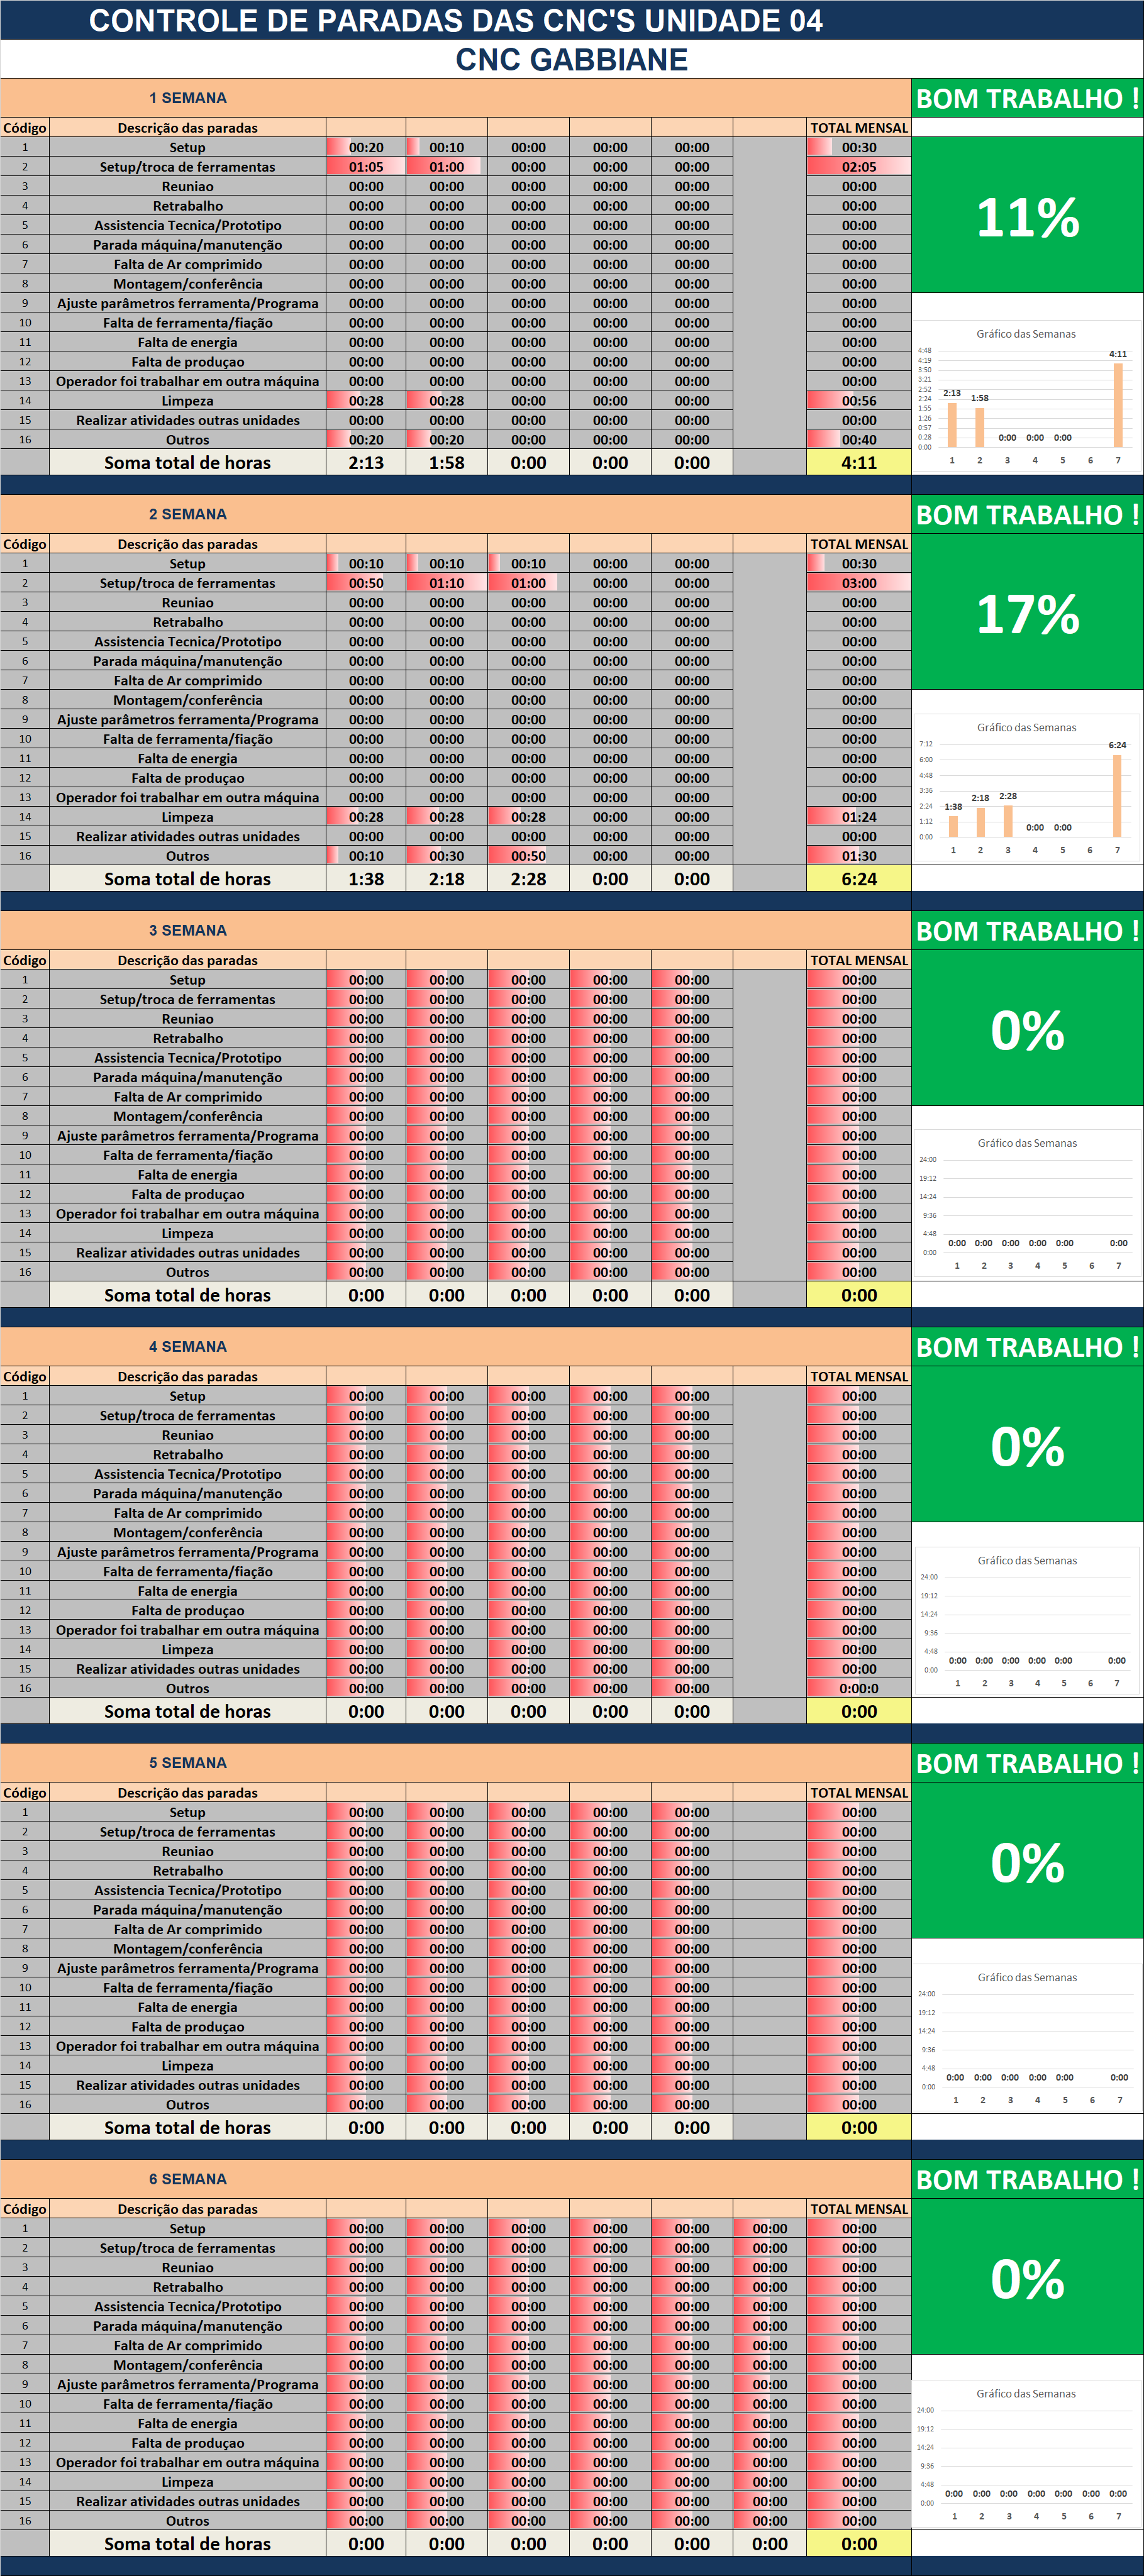 CONTROLE DE PARADAS DAS CNC'S UNIDADE 04
CNC GABBIANE
1 SEMANA BOM TRABALHO !
Código Descrição das paradas TOTAL MENSAL
1 Setup 00:20 00:10 00:00 00:00 00:00 00:30
2 Setup/troca de ferramentas 01:05 01:00 00:00 00:00 00:00 02:05
3 Reuniao 00:00 00:00 00:00 00:00 00:00 00:00
4 Retrabalho 00:00 00:00 00:00 00:00 00:00 00:00
5 Assistencia Tecnica/Prototipo 00:00 00:00 00:00 00:00 00:00 00:00
6 Parada máquina/manutenção 00:00 00:00 00:00 00:00 00:00 00:00
7 Falta de Ar comprimido 00:00 00:00 00:00 00:00 00:00 00:00
8 Montagem/conferência 00:00 00:00 00:00 00:00 00:00 00:00
9 Ajuste parâmetros ferramenta/Programa 00:00 00:00 00:00 00:00 00:00 00:00
10 Falta de ferramenta/fiação 00:00 00:00 00:00 00:00 00:00 00:00
11 Falta de energia 00:00 00:00 00:00 00:00 00:00 00:00
12 Falta de produçao 00:00 00:00 00:00 00:00 00:00 00:00
13 Operador foi trabalhar em outra máquina 00:00 00:00 00:00 00:00 00:00 00:00
14 Limpeza 00:28 00:28 00:00 00:00 00:00 00:56
15 Realizar atividades outras unidades 00:00 00:00 00:00 00:00 00:00 00:00
16 Outros 00:20 00:20 00:00 00:00 00:00 00:40
Soma total de horas 2:13 1:58 0:00 0:00 0:00 4:11
11%
Gráfico das Semanas
4:48
4:19
3:50
3:21
2:52
2:24
1:55
1:26
0:57
0:28
0:00
2:13 1:58 0:00 0:00 0:00 4:11
1 2 3 4 5 6 7
2 SEMANA BOM TRABALHO !
Código Descrição das paradas TOTAL MENSAL
1 Setup 00:10 00:10 00:10 00:00 00:00 00:30
2 Setup/troca de ferramentas 00:50 01:10 01:00 00:00 00:00 03:00
3 Reuniao 00:00 00:00 00:00 00:00 00:00 00:00
4 Retrabalho 00:00 00:00 00:00 00:00 00:00 00:00
5 Assistencia Tecnica/Prototipo 00:00 00:00 00:00 00:00 00:00 00:00
6 Parada máquina/manutenção 00:00 00:00 00:00 00:00 00:00 00:00
7 Falta de Ar comprimido 00:00 00:00 00:00 00:00 00:00 00:00
8 Montagem/conferência 00:00 00:00 00:00 00:00 00:00 00:00
9 Ajuste parâmetros ferramenta/Programa 00:00 00:00 00:00 00:00 00:00 00:00
10 Falta de ferramenta/fiação 00:00 00:00 00:00 00:00 00:00 00:00
11 Falta de energia 00:00 00:00 00:00 00:00 00:00 00:00
12 Falta de produçao 00:00 00:00 00:00 00:00 00:00 00:00
13 Operador foi trabalhar em outra máquina 00:00 00:00 00:00 00:00 00:00 00:00
14 Limpeza 00:28 00:28 00:28 00:00 00:00 01:24
15 Realizar atividades outras unidades 00:00 00:00 00:00 00:00 00:00 00:00
16 Outros 00:10 00:30 00:50 00:00 00:00 01:30
Soma total de horas 1:38 2:18 2:28 0:00 0:00 6:24
17%
Gráfico das Semanas
7:12
6:00
4:48
3:36
2:24
1:12
0:00
1:38 2:18 2:28 0:00 0:00 6:24
1 2 3 4 5 6 7
3 SEMANA BOM TRABALHO !
Código Descrição das paradas TOTAL MENSAL
1 Setup 00:00 00:00 00:00 00:00 00:00 00:00
2 Setup/troca de ferramentas 00:00 00:00 00:00 00:00 00:00 00:00
3 Reuniao 00:00 00:00 00:00 00:00 00:00 00:00
4 Retrabalho 00:00 00:00 00:00 00:00 00:00 00:00
5 Assistencia Tecnica/Prototipo 00:00 00:00 00:00 00:00 00:00 00:00
6 Parada máquina/manutenção 00:00 00:00 00:00 00:00 00:00 00:00
7 Falta de Ar comprimido 00:00 00:00 00:00 00:00 00:00 00:00
8 Montagem/conferência 00:00 00:00 00:00 00:00 00:00 00:00
9 Ajuste parâmetros ferramenta/Programa 00:00 00:00 00:00 00:00 00:00 00:00
10 Falta de ferramenta/fiação 00:00 00:00 00:00 00:00 00:00 00:00
11 Falta de energia 00:00 00:00 00:00 00:00 00:00 00:00
12 Falta de produçao 00:00 00:00 00:00 00:00 00:00 00:00
13 Operador foi trabalhar em outra máquina 00:00 00:00 00:00 00:00 00:00 00:00
14 Limpeza 00:00 00:00 00:00 00:00 00:00 00:00
15 Realizar atividades outras unidades 00:00 00:00 00:00 00:00 00:00 00:00
16 Outros 00:00 00:00 00:00 00:00 00:00 00:00
Soma total de horas 0:00 0:00 0:00 0:00 0:00 0:00
0%
Gráfico das Semanas
24:00
19:12
14:24
9:36
4:48
0:00
0:00 0:00 0:00 0:00 0:00 0:00
1 2 3 4 5 6 7
4 SEMANA BOM TRABALHO !
Código Descrição das paradas TOTAL MENSAL
1 Setup 00:00 00:00 00:00 00:00 00:00 00:00
2 Setup/troca de ferramentas 00:00 00:00 00:00 00:00 00:00 00:00
3 Reuniao 00:00 00:00 00:00 00:00 00:00 00:00
4 Retrabalho 00:00 00:00 00:00 00:00 00:00 00:00
5 Assistencia Tecnica/Prototipo 00:00 00:00 00:00 00:00 00:00 00:00
6 Parada máquina/manutenção 00:00 00:00 00:00 00:00 00:00 00:00
7 Falta de Ar comprimido 00:00 00:00 00:00 00:00 00:00 00:00
8 Montagem/conferência 00:00 00:00 00:00 00:00 00:00 00:00
9 Ajuste parâmetros ferramenta/Programa 00:00 00:00 00:00 00:00 00:00 00:00
10 Falta de ferramenta/fiação 00:00 00:00 00:00 00:00 00:00 00:00
11 Falta de energia 00:00 00:00 00:00 00:00 00:00 00:00
12 Falta de produçao 00:00 00:00 00:00 00:00 00:00 00:00
13 Operador foi trabalhar em outra máquina 00:00 00:00 00:00 00:00 00:00 00:00
14 Limpeza 00:00 00:00 00:00 00:00 00:00 00:00
15 Realizar atividades outras unidades 00:00 00:00 00:00 00:00 00:00 00:00
16 Outros 00:00 00:00 00:00 00:00 00:00 0:00:0
Soma total de horas 0:00 0:00 0:00 0:00 0:00 0:00
0%
Gráfico das Semanas
24:00
19:12
14:24
9:36
4:48
0:00
0:00 0:00 0:00 0:00 0:00 0:00
1 2 3 4 5 6 7
5 SEMANA BOM TRABALHO !
Código Descrição das paradas TOTAL MENSAL
1 Setup 00:00 00:00 00:00 00:00 00:00 00:00
2 Setup/troca de ferramentas 00:00 00:00 00:00 00:00 00:00 00:00
3 Reuniao 00:00 00:00 00:00 00:00 00:00 00:00
4 Retrabalho 00:00 00:00 00:00 00:00 00:00 00:00
5 Assistencia Tecnica/Prototipo 00:00 00:00 00:00 00:00 00:00 00:00
6 Parada máquina/manutenção 00:00 00:00 00:00 00:00 00:00 00:00
7 Falta de Ar comprimido 00:00 00:00 00:00 00:00 00:00 00:00
8 Montagem/conferência 00:00 00:00 00:00 00:00 00:00 00:00
9 Ajuste parâmetros ferramenta/Programa 00:00 00:00 00:00 00:00 00:00 00:00
10 Falta de ferramenta/fiação 00:00 00:00 00:00 00:00 00:00 00:00
11 Falta de energia 00:00 00:00 00:00 00:00 00:00 00:00
12 Falta de produçao 00:00 00:00 00:00 00:00 00:00 00:00
13 Operador foi trabalhar em outra máquina 00:00 00:00 00:00 00:00 00:00 00:00
14 Limpeza 00:00 00:00 00:00 00:00 00:00 00:00
15 Realizar atividades outras unidades 00:00 00:00 00:00 00:00 00:00 00:00
16 Outros 00:00 00:00 00:00 00:00 00:00 00:00
Soma total de horas 0:00 0:00 0:00 0:00 0:00 0:00
0%
Gráfico das Semanas
24:00
19:12
14:24
9:36
4:48
0:00
0:00 0:00 0:00 0:00 0:00 0:00
1 2 3 4 5 6 7
6 SEMANA BOM TRABALHO !
Código Descrição das paradas TOTAL MENSAL
1 Setup 00:00 00:00 00:00 00:00 00:00 00:00 00:00
2 Setup/troca de ferramentas 00:00 00:00 00:00 00:00 00:00 00:00 00:00
3 Reuniao 00:00 00:00 00:00 00:00 00:00 00:00 00:00
4 Retrabalho 00:00 00:00 00:00 00:00 00:00 00:00 00:00
5 Assistencia Tecnica/Prototipo 00:00 00:00 00:00 00:00 00:00 00:00 00:00
6 Parada máquina/manutenção 00:00 00:00 00:00 00:00 00:00 00:00 00:00
7 Falta de Ar comprimido 00:00 00:00 00:00 00:00 00:00 00:00 00:00
8 Montagem/conferência 00:00 00:00 00:00 00:00 00:00 00:00 00:00
9 Ajuste parâmetros ferramenta/Programa 00:00 00:00 00:00 00:00 00:00 00:00 00:00
10 Falta de ferramenta/fiação 00:00 00:00 00:00 00:00 00:00 00:00 00:00
11 Falta de energia 00:00 00:00 00:00 00:00 00:00 00:00 00:00
12 Falta de produçao 00:00 00:00 00:00 00:00 00:00 00:00 00:00
13 Operador foi trabalhar em outra máquina 00:00 00:00 00:00 00:00 00:00 00:00 00:00
14 Limpeza 00:00 00:00 00:00 00:00 00:00 00:00 00:00
15 Realizar atividades outras unidades 00:00 00:00 00:00 00:00 00:00 00:00 00:00
16 Outros 00:00 00:00 00:00 00:00 00:00 00:00 00:00
Soma total de horas 0:00 0:00 0:00 0:00 0:00 0:00 0:00
0%
Gráfico das Semanas
24:00
19:12
14:24
9:36
4:48
0:00
0:00 0:00 0:00 0:00 0:00 0:00 0:00
1 2 3 4 5 6 7